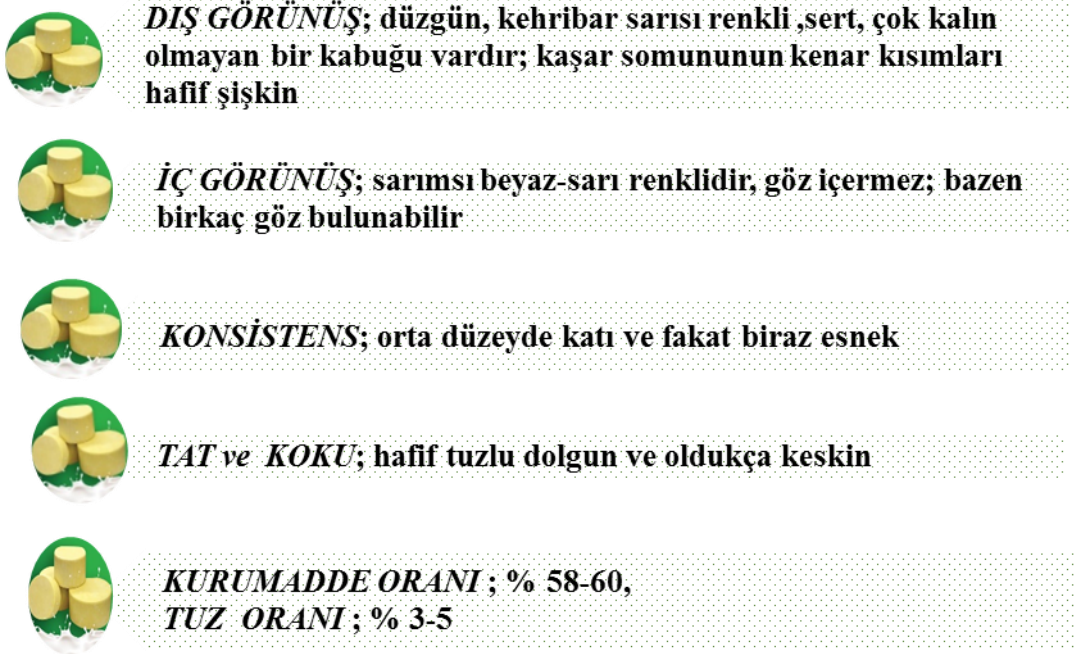 DIŞ GÖRÜNÜŞ; düzgün, kehribar sarısı renkli ,sert, çok kalın
olmayan bir kabuğu vardır; kaşar somununun kenar kısımları
hafif şişkin
İÇ GÖRÜNÜŞ; sarımsı beyaz-sarı renklidir, göz içermez; bazen
birkaç göz bulunabilir
KONSİSTENS; orta düzeyde katı ve fakat biraz esnek
TAT ve KOKU; hafif tuzlu dolgun ve oldukça keskin
KURUMADDE ORANI ; % 58-60,
TUZ ORANI ; % 3-5